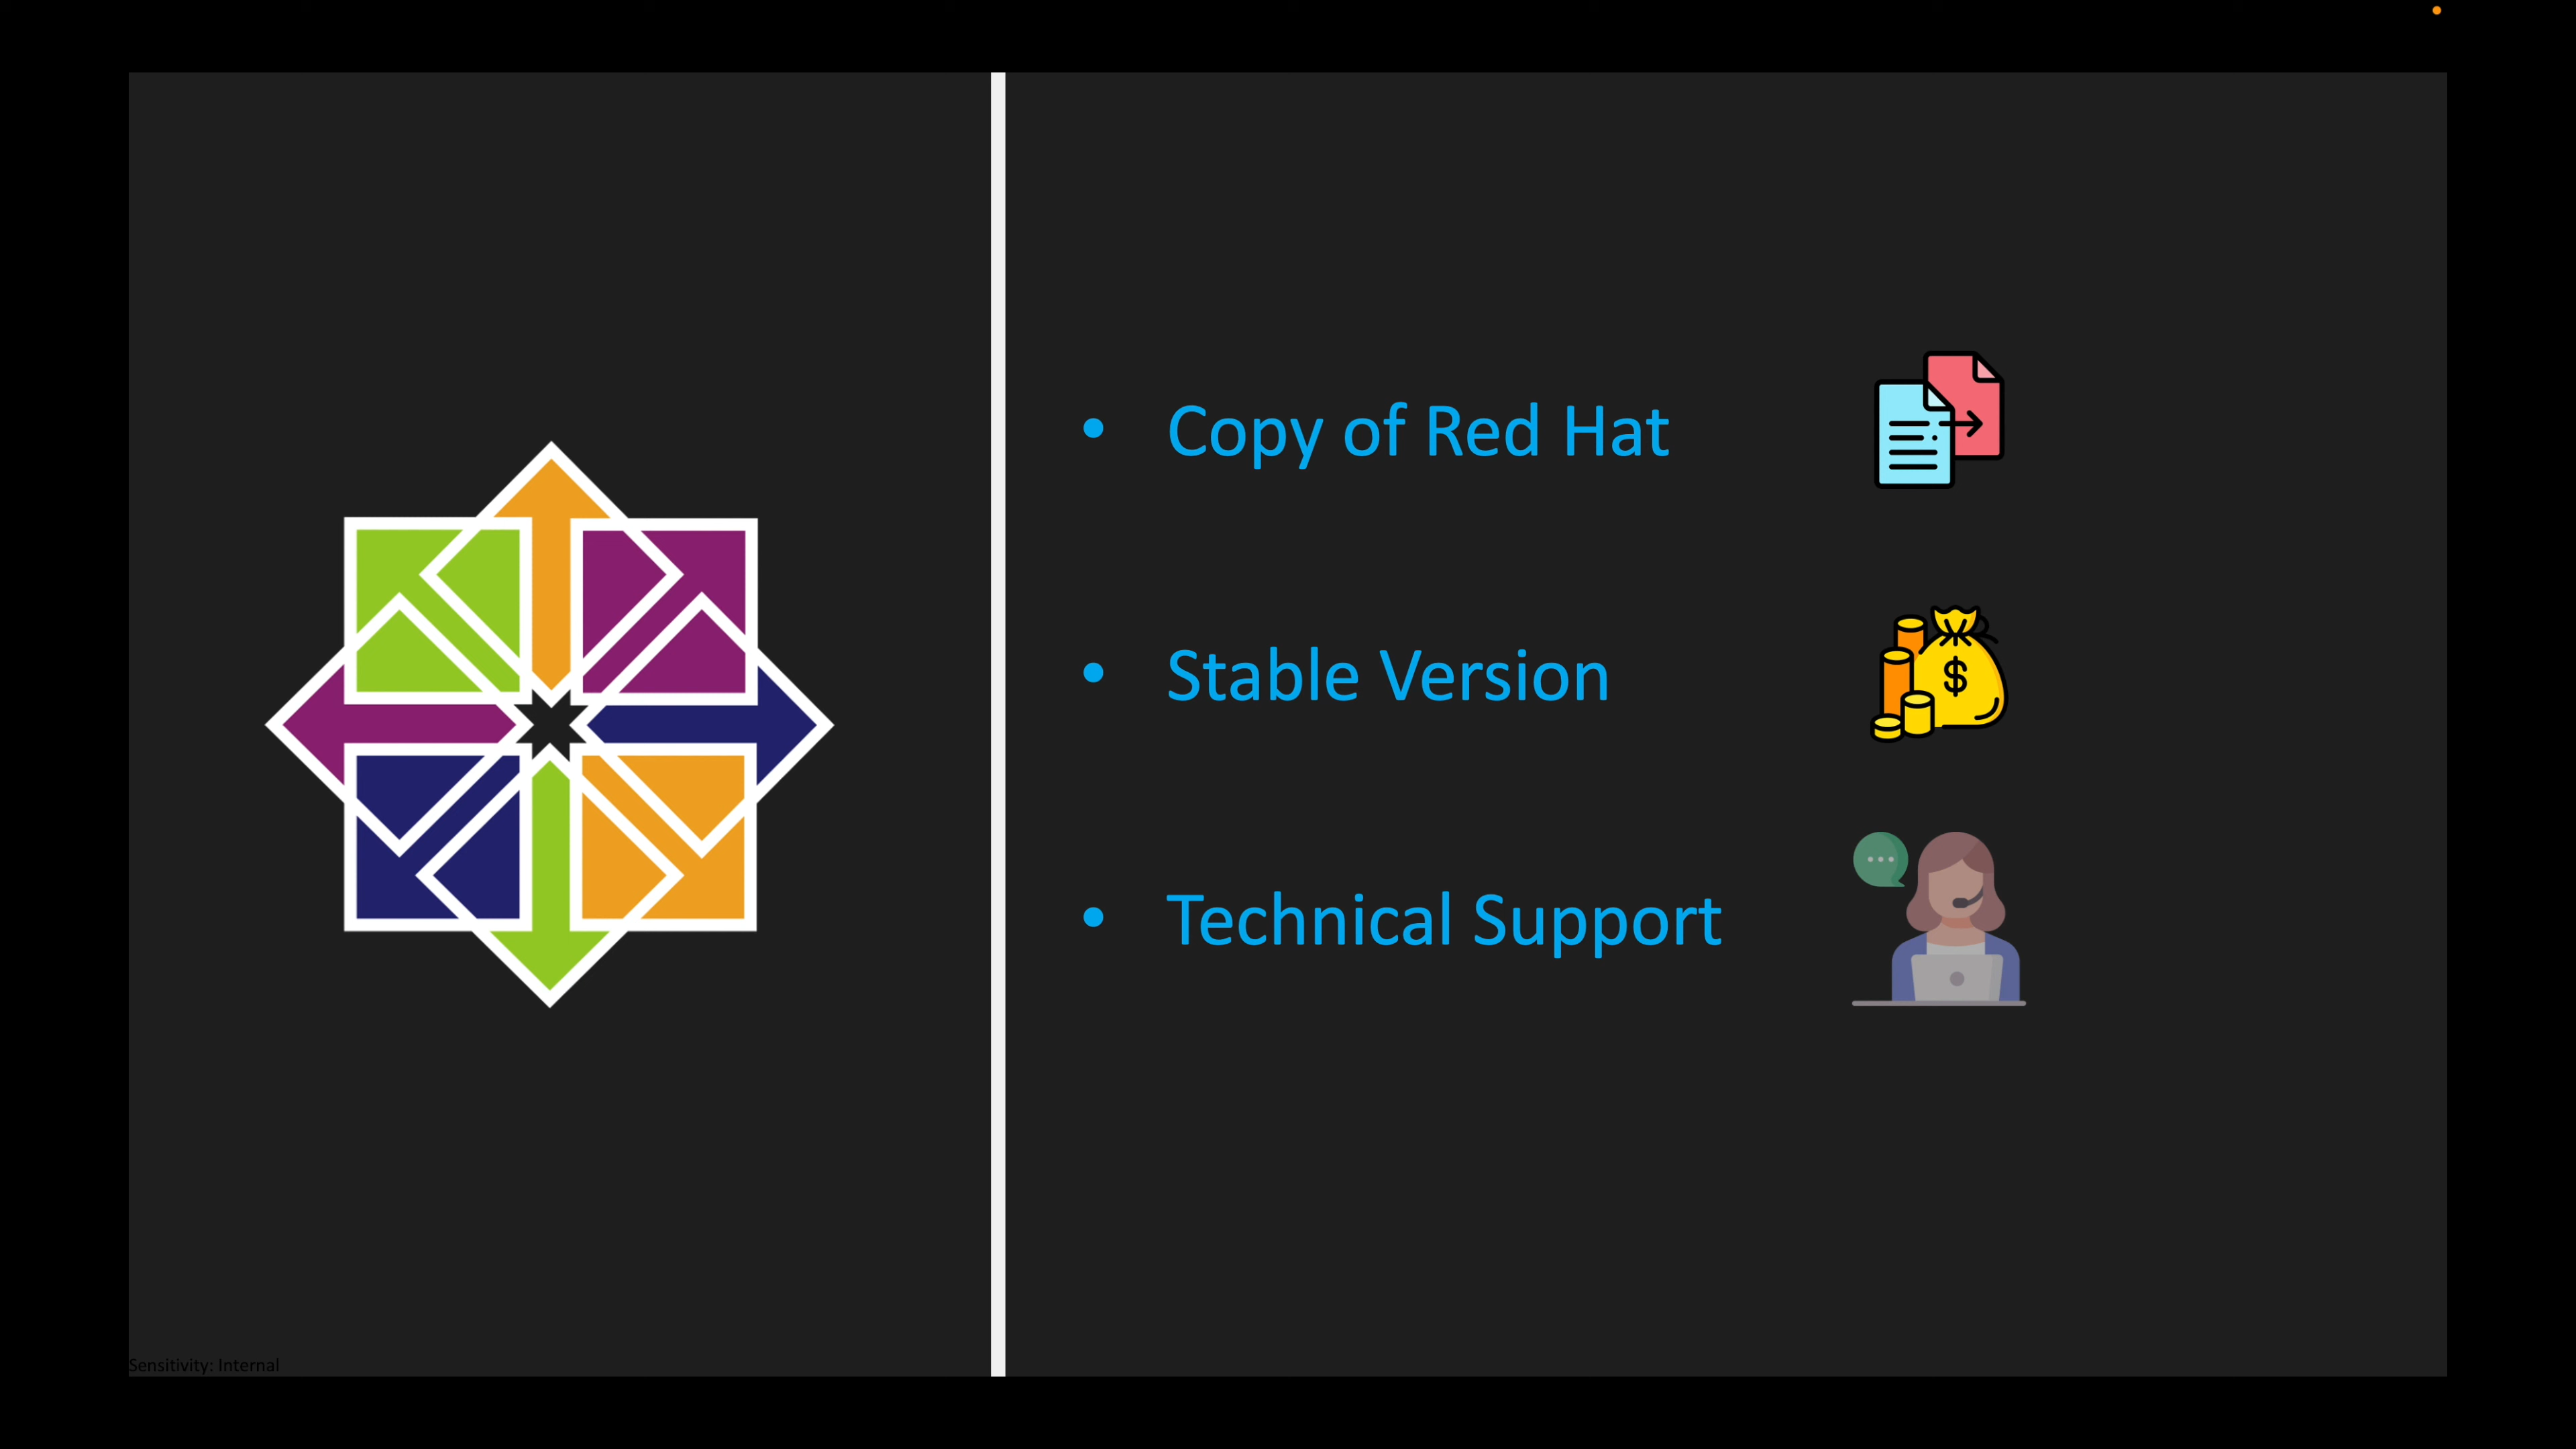 • Copy of Red Hat
• Stable Version
$
• Technical Support
Sensitivity: Internal